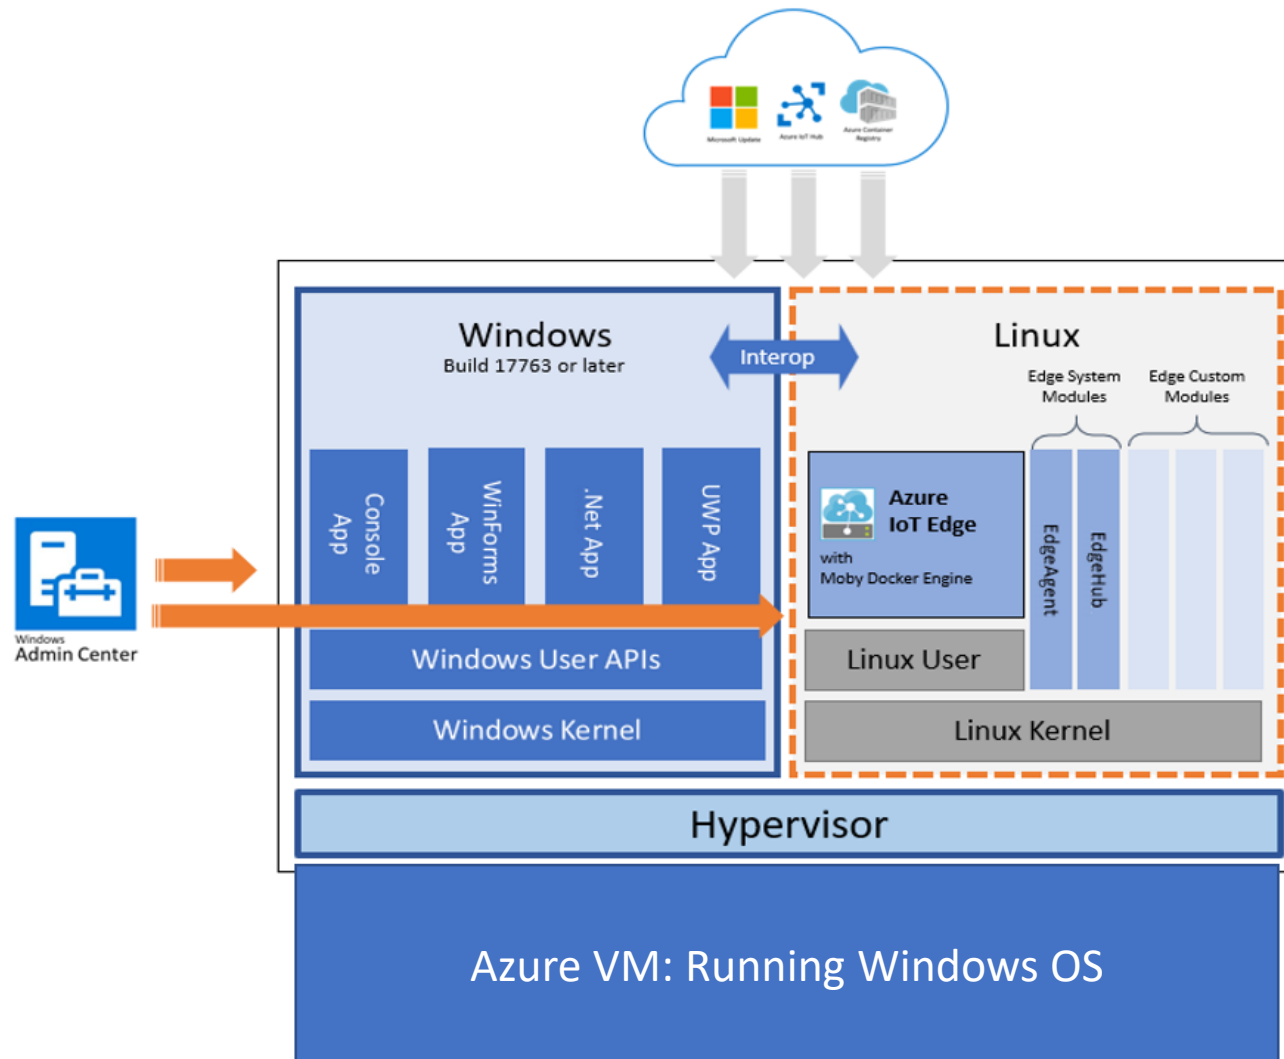 Microsoft Update
Azure IoT Hub
Azure Container
Registry
Windows
Build 17763 or later
Interop
Linux
Edge System
Modules
Edge Custom
Modules
Console
App
WinForms
App
.Net App
UWP App
Azure
IoT Edge
with
Moby Docker Engine
EdgeAgent
EdgeHub
Windows
Admin Center
Windows User APIs
Linux User
Windows Kernel
Linux Kernel
Hypervisor
Azure VM: Running Windows OS